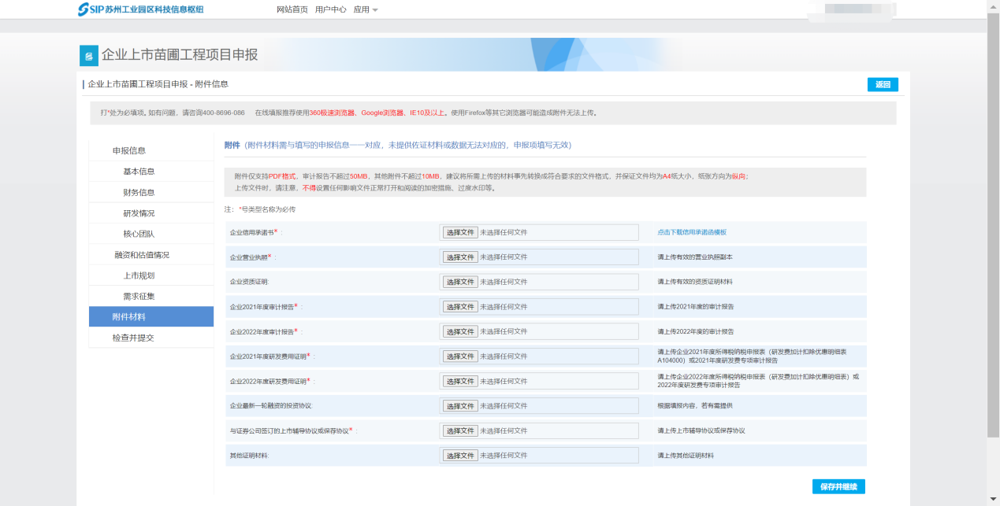 SIP苏州工业园区科技信息枢纽
网站首页 用户中心 应用
企业上市苗圃工程项目申报
企业上市苗圃工程项目申报 - 附件信息
返回
打*处为必填项。如有问题，请咨询400-8696-086 在线填报推荐使用360极速浏览器、Google浏览器、IE10及以上。使用Firefox等其它浏览器可能造成附件无法上传。
申报信息
基本信息
财务信息
研发情况
核心团队
融资和估值情况
上市规划
需求征集
附件材料
检查并提交
附件（附件材料需与填写的申报信息一一对应，未提供佐证材料或数据无法对应的，申报项填写无效）
附件仅支持PDF格式，审计报告不超过50MB，其他附件不超过10MB，建议将所需上传的材料事先转换成符合要求的文件格式，并保证文件均为A4纸大小，纸张方向为纵向；
上传文件时，请注意，不得设置任何影响文件正常打开和阅读的加密措施、过度水印等。
注：*号类型名称为必传
企业信用承诺书*： 选择文件 未选择任何文件 点击下载信用承诺函模板
企业营业执照*： 选择文件 未选择任何文件 请上传有效的营业执照副本
企业资质证明: 选择文件 未选择任何文件 请上传有效的资质证明材料
企业2021年度审计报告*： 选择文件 未选择任何文件 请上传2021年度的审计报告
企业2022年度审计报告*： 选择文件 未选择任何文件 请上传2022年度的审计报告
企业2021年度研发费用证明*： 选择文件 未选择任何文件 请上传企业2021年度所得税纳税申报表（研发费加计扣除优惠明细表
A104000）或2021年度研发费专项审计报告
企业2022年度研发费用证明*： 选择文件 未选择任何文件 请上传企业2022年度所得税纳税申报表（研发费加计扣除优惠明细表）或
2022年度研发费专项审计报告
企业最新一轮融资的投资协议: 选择文件 未选择任何文件 根据填报内容，若有需提供
与证券公司签订的上市辅导协议或保荐协议*： 选择文件 未选择任何文件 请上传上市辅导协议或保荐协议
其他证明材料: 选择文件 未选择任何文件 请上传其他证明材料
保存并继续